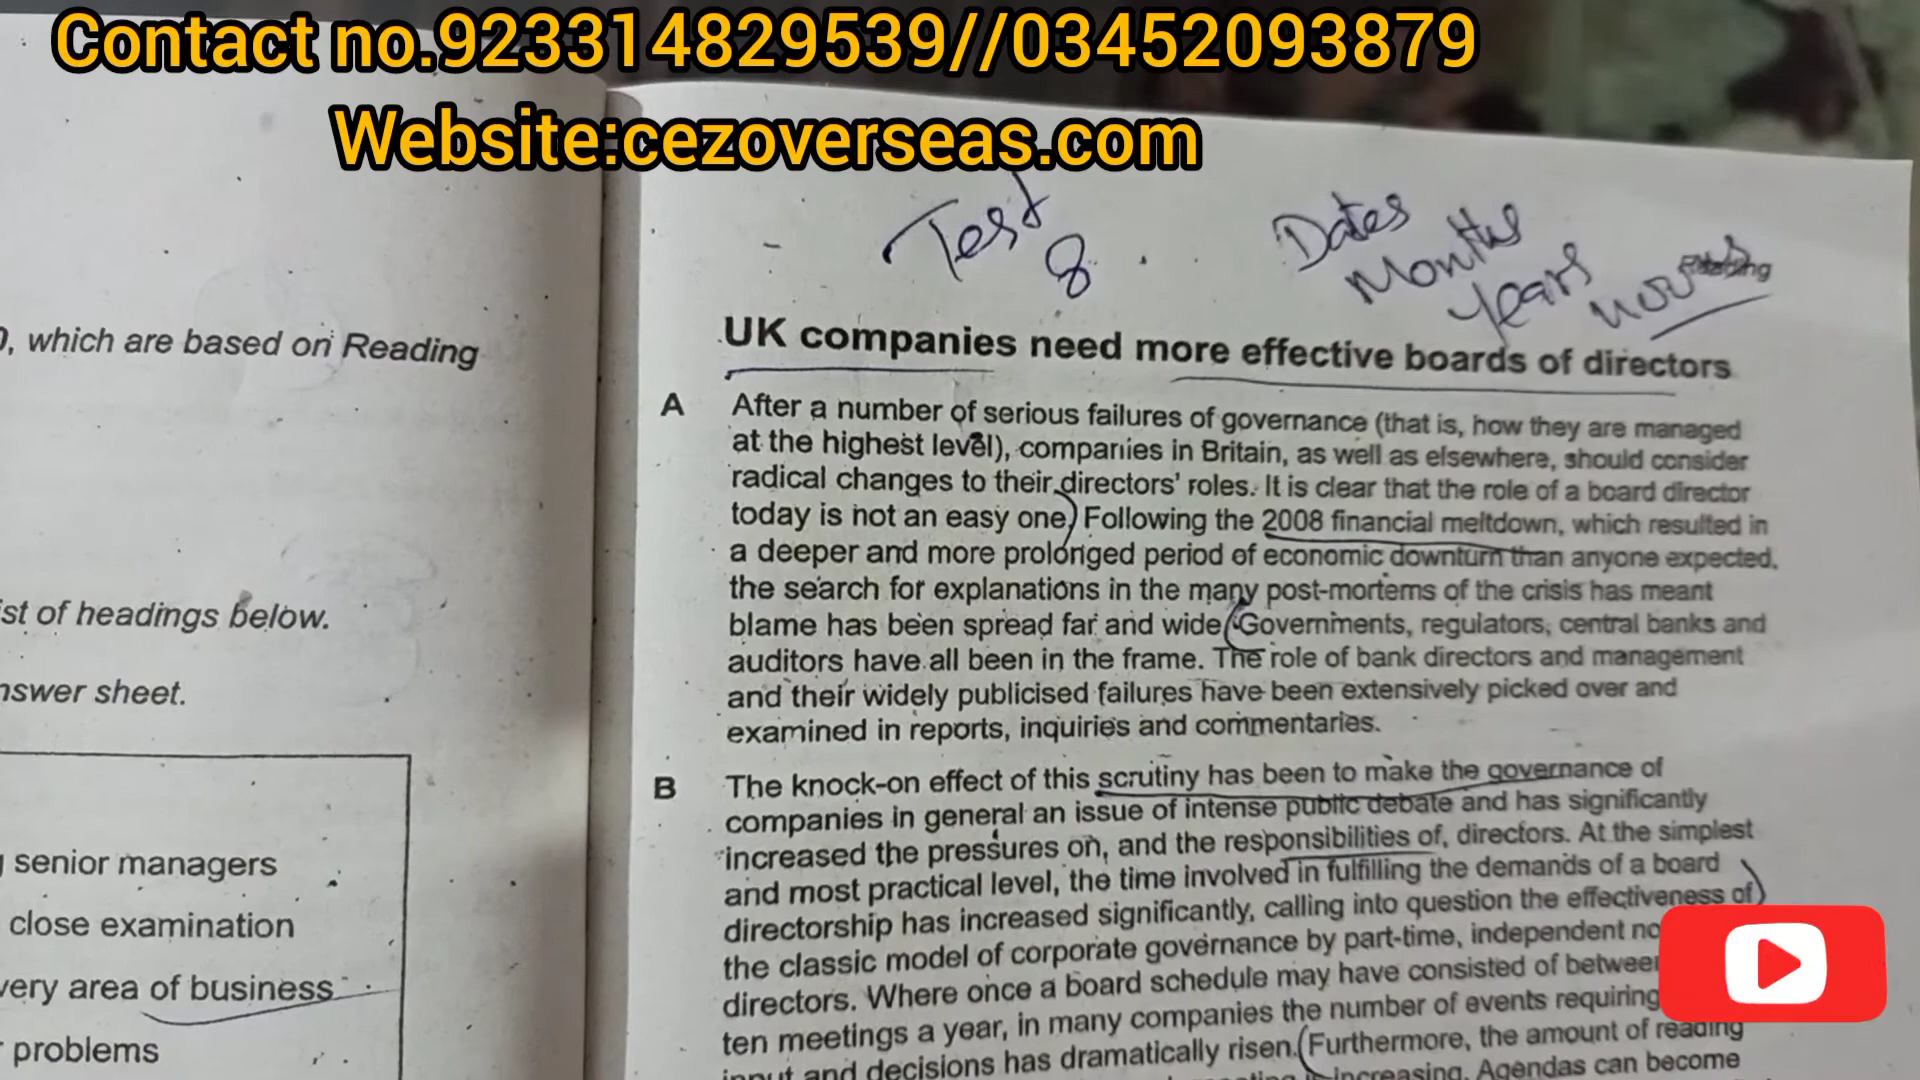 Contact no.923314829539//03452093879
Website:cezoverseas.com
Test
8
Dates
Months
Years
Hours
, which are based on Reading
ist of headings below.
nswer sheet.
senior managers
close examination
very area of business
problems
UK companies need more effective boards of directors
A After a number of serious failures of governance (that is, how they are managed
at the highest level), companies in Britain, as well as elsewhere, should consider
radical changes to their directors' roles. It is clear that the role of a board director
today is not an easy one. Following the 2008 financial meltdown, which resulted in
a deeper and more prolonged period of economic downturn than anyone expected,
the search for explanations in the many post-mortems of the crisis has meant
blame has been spread far and wide. Governments, regulators, central banks and
auditors have all been in the frame. The role of bank directors and management
and their widely publicised failures have been extensively picked over and
examined in reports, inquiries and commentaries.
B The knock-on effect of this scrutiny has been to make the governance of
companies in general an issue of intense public debate and has significantly
increased the pressures on, and the responsibilities of, directors. At the simplest
and most practical level, the time involved in fulfilling the demands of a board
directorship has increased significantly, calling into question the effectiveness of
the classic model of corporate governance by part-time, independent no
directors. Where once a board schedule may have consisted of between
ten meetings a year, in many companies the number of events requiring
input and decisions has dramatically risen. Furthermore, the amount of reading
increasing. Agendas can become